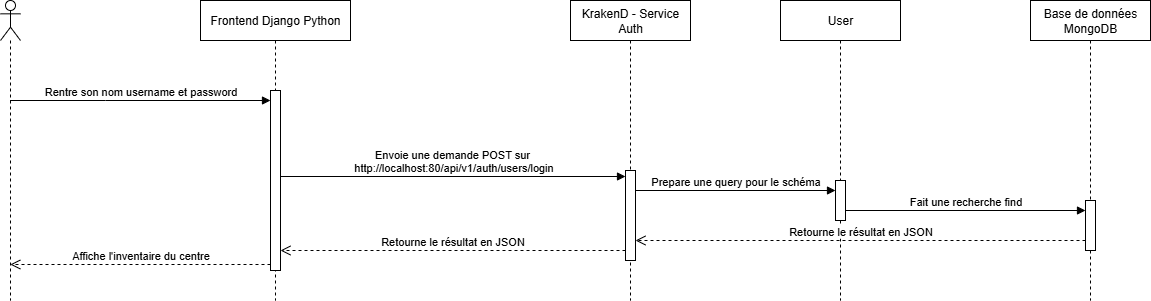 Frontend Django Python
KrakenD - Service
Auth
User
Base de données
MongoDB
Rentre son nom username et password
Envoie une demande POST sur
http://localhost:80/api/v1/auth/users/login
Prepare une query pour le schéma
Fait une recherche find
Retourne le résultat en JSON
Retourne le résultat en JSON
Affiche l'inventaire du centre